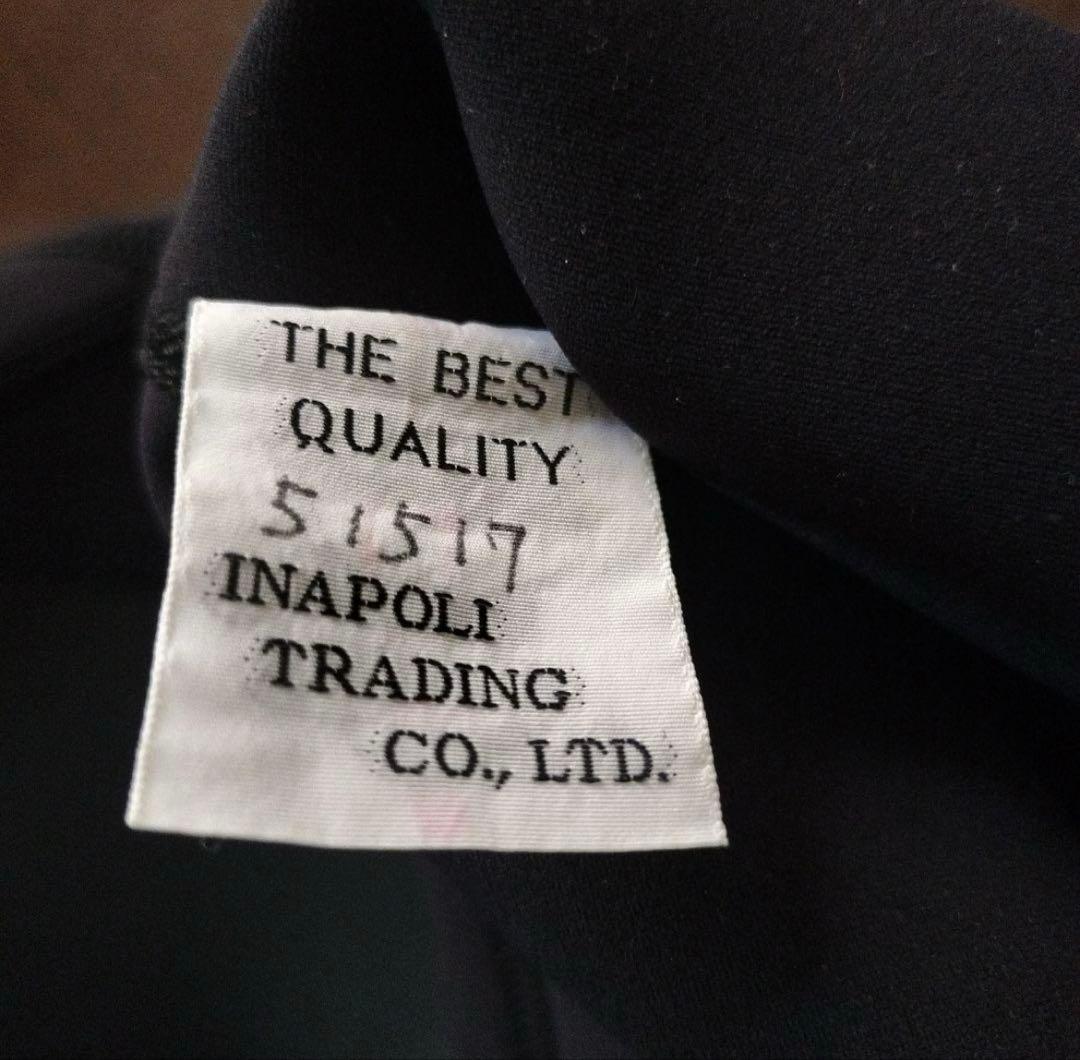 THE BEST
QUALITY
51517
INAPOLI
TRADING
CO., LTD.